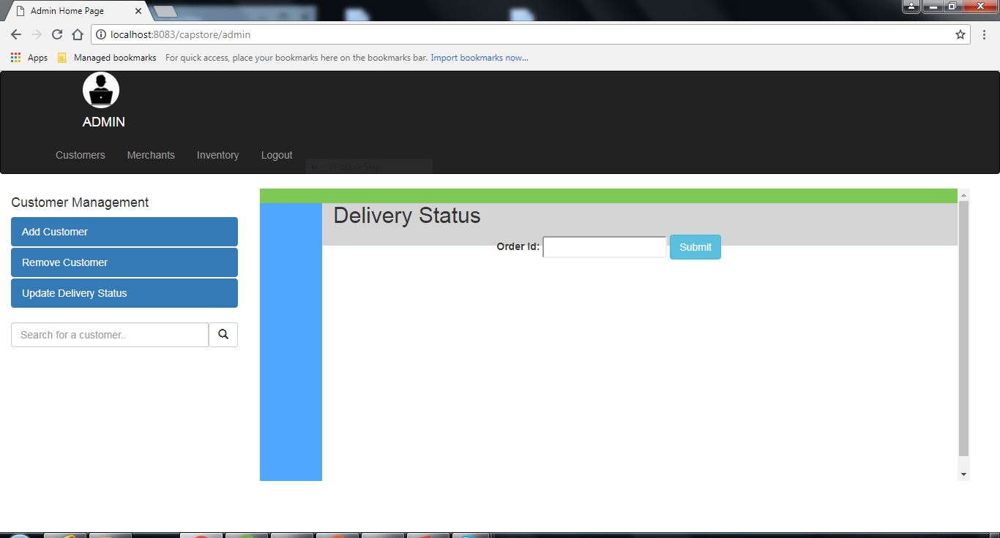 Admin Home Page
localhost:8083/capstore/admin
Apps Managed bookmarks For quick access, place your bookmarks here on the bookmarks bar. Import bookmarks now...
ADMIN
Customers Merchants Inventory Logout
Window Snip
Customer Management
Add Customer
Remove Customer
Update Delivery Status
Search for a customer..
Delivery Status
Order Id: Submit